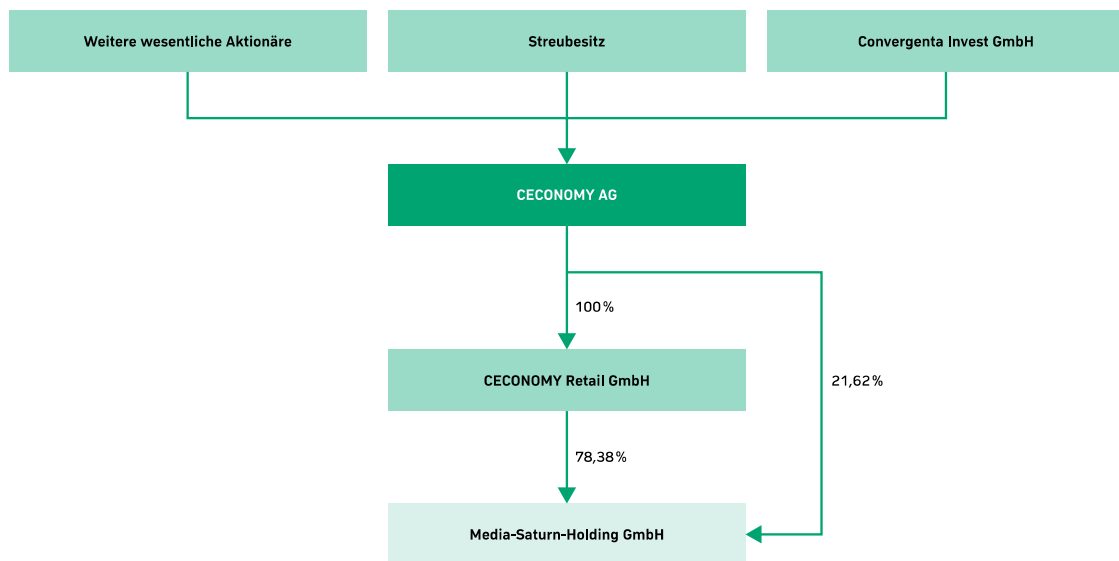 Weitere wesentliche Aktionäre
Streubesitz
Convergenta Invest GmbH
CECONOMY AG
100 %
CECONOMY Retail GmbH
21,62 %
78,38 %
Media-Saturn-Holding GmbH